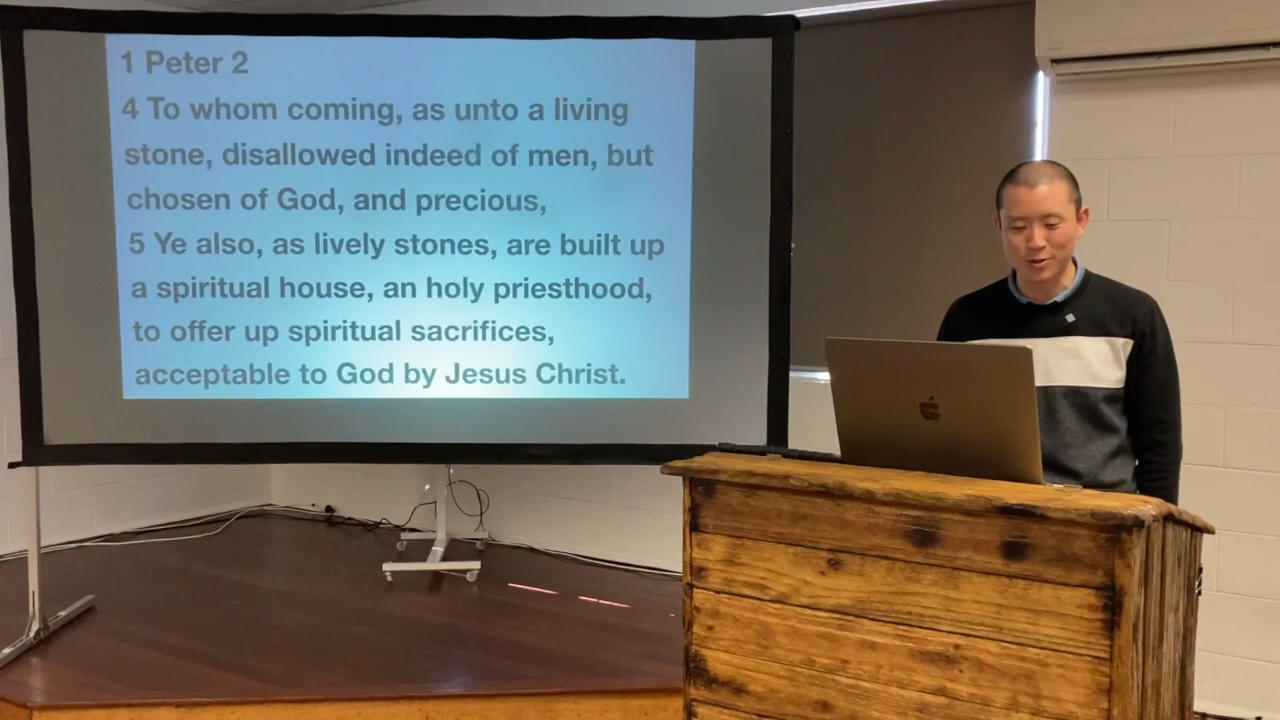 1 Peter 2
4 To whom coming, as unto a living
stone, disallowed indeed of men, but
chosen of God, and precious,
5 Ye also, as lively stones, are built up
a spiritual house, an holy priesthood,
to offer up spiritual sacrifices,
acceptable to God by Jesus Christ.